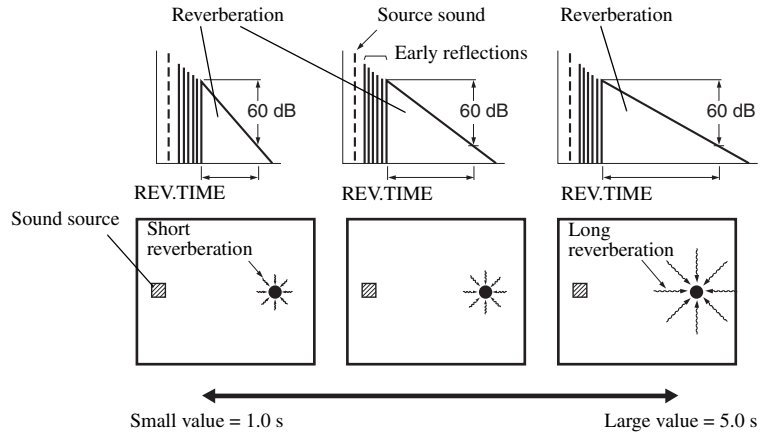 Reverberation
Source sound
Reverberation
Early reflections
60 dB
60 dB
60 dB
REV.TIME
REV.TIME
REV.TIME
Sound source
Short
reverberation
Long
reverberation
Small value = 1.0 s
Large value = 5.0 s